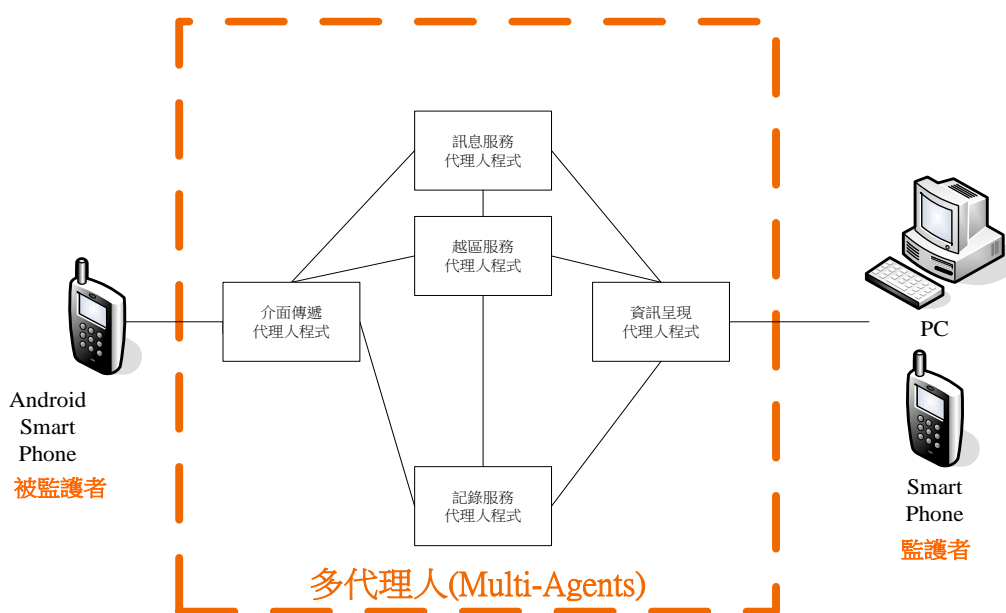 訊息服務
代理人程式
越區服務
代理人程式
介面傳遞
代理人程式
資訊呈現
代理人程式
記錄服務
代理人程式
Android
Smart
Phone
被監護者
PC
Smart
Phone
監護者
多代理人(Multi-Agents)